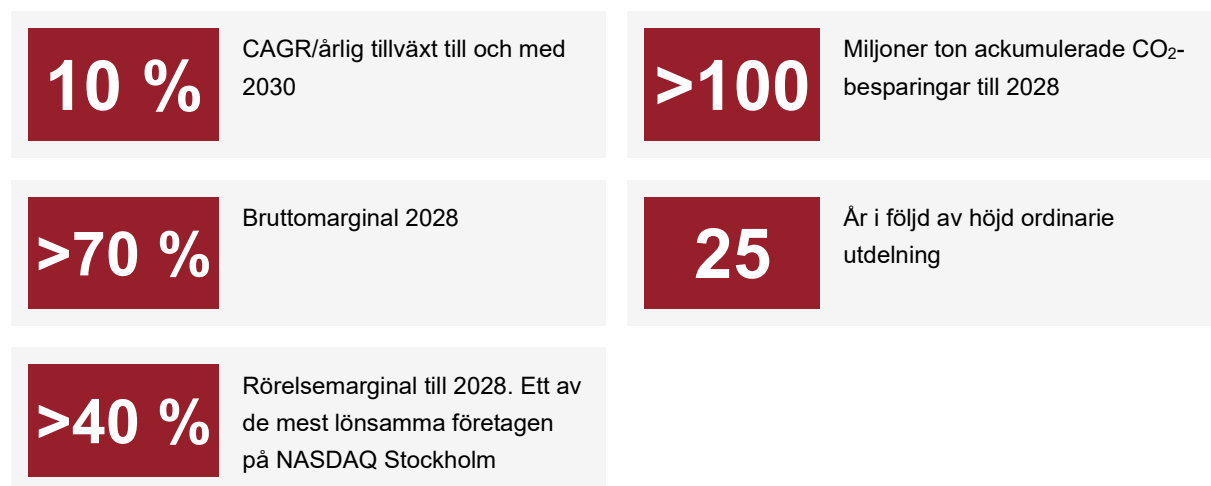 10 %
CAGR/årlig tillväxt till och med
2030
>100
Miljoner ton ackumulerade CO₂-
besparingar till 2028
>70 %
Bruttomarginal 2028
25
År i följd av höjd ordinarie
utdelning
>40 %
Rörelsemarginal till 2028. Ett av
de mest lönsamma företagen
på NASDAQ Stockholm